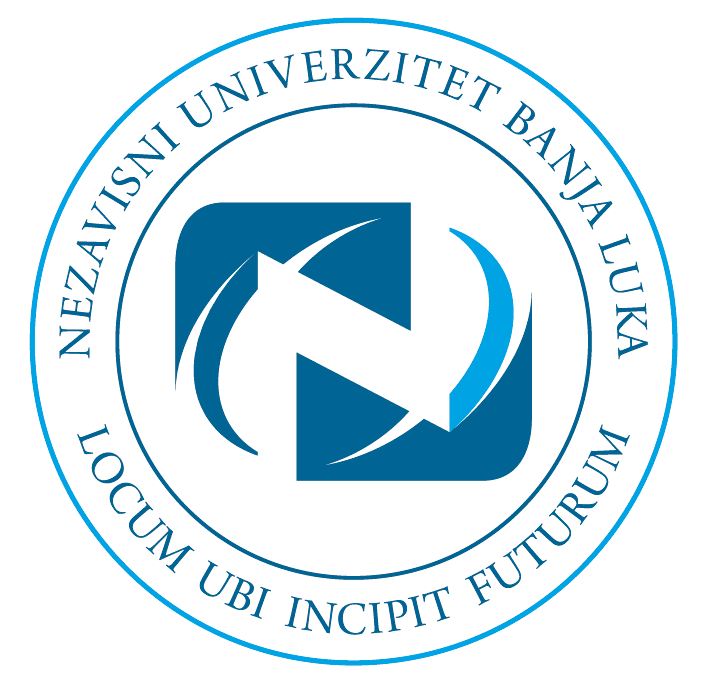 NEZAVISNI UNIVERZITET BANJA LUKA
LOCUM UBI INCIPIT FUTURUM